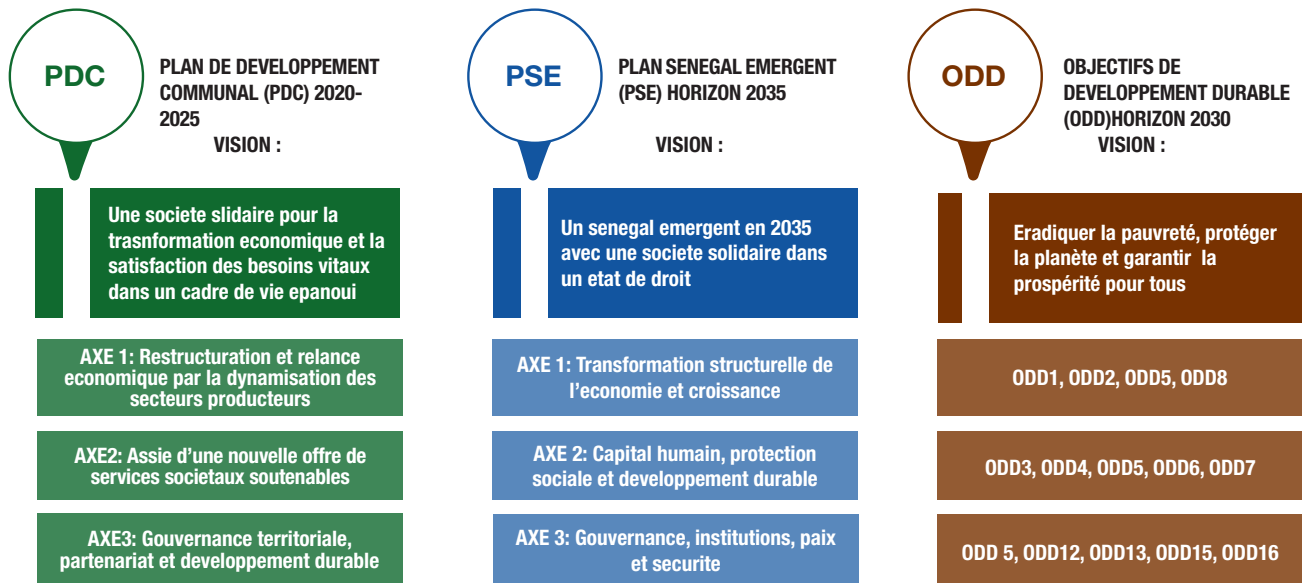 PDC
PLAN DE DEVELOPPEMENT
COMMUNAL (PDC) 2020-
2025
VISION :
Une societe slidaire pour la
trasnformation economique et la
satisfaction des besoins vitaux
dans un cadre de vie epanoui
AXE 1: Restructuration et relance
economique par la dynamisation des
secteurs producteurs
AXE2: Assie d’une nouvelle offre de
services societaux soutenables
AXE3: Gouvernance territoriale,
partenariat et developpement durable
PSE
PLAN SENEGAL EMERGENT
(PSE) HORIZON 2035
VISION :
Un senegal emergent en 2035
avec une societe solidaire dans
un etat de droit
AXE 1: Transformation structurelle de
l’economie et croissance
AXE 2: Capital humain, protection
sociale et developpement durable
AXE 3: Gouvernance, institutions, paix
et securite
ODD
OBJECTIFS DE
DEVELOPPEMENT DURABLE
(ODD)HORIZON 2030
VISION :
Eradiquer la pauvreté, protéger
la planète et garantir la
prospérité pour tous
ODD1, ODD2, ODD5, ODD8
ODD3, ODD4, ODD5, ODD6, ODD7
ODD 5, ODD12, ODD13, ODD15, ODD16